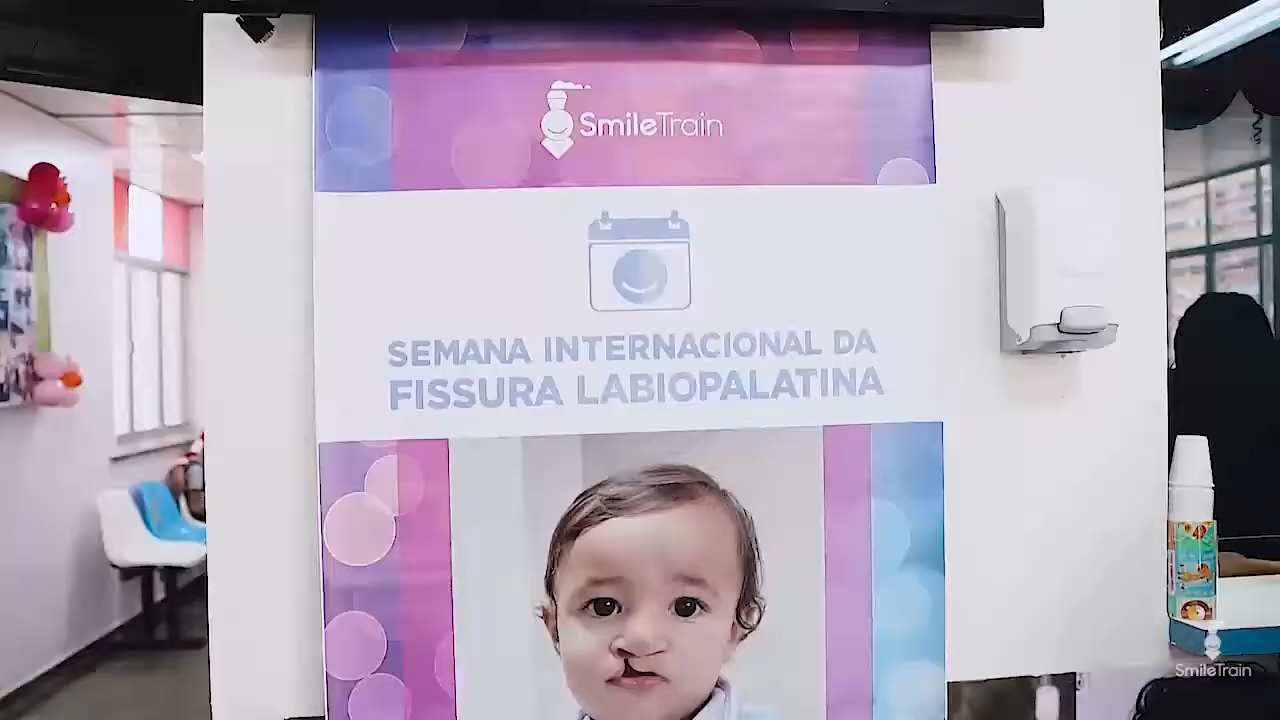 SmileTrain
SEMANA INTERNACIONAL DA
FISSURA LABIOPALATINA
SmileTrain